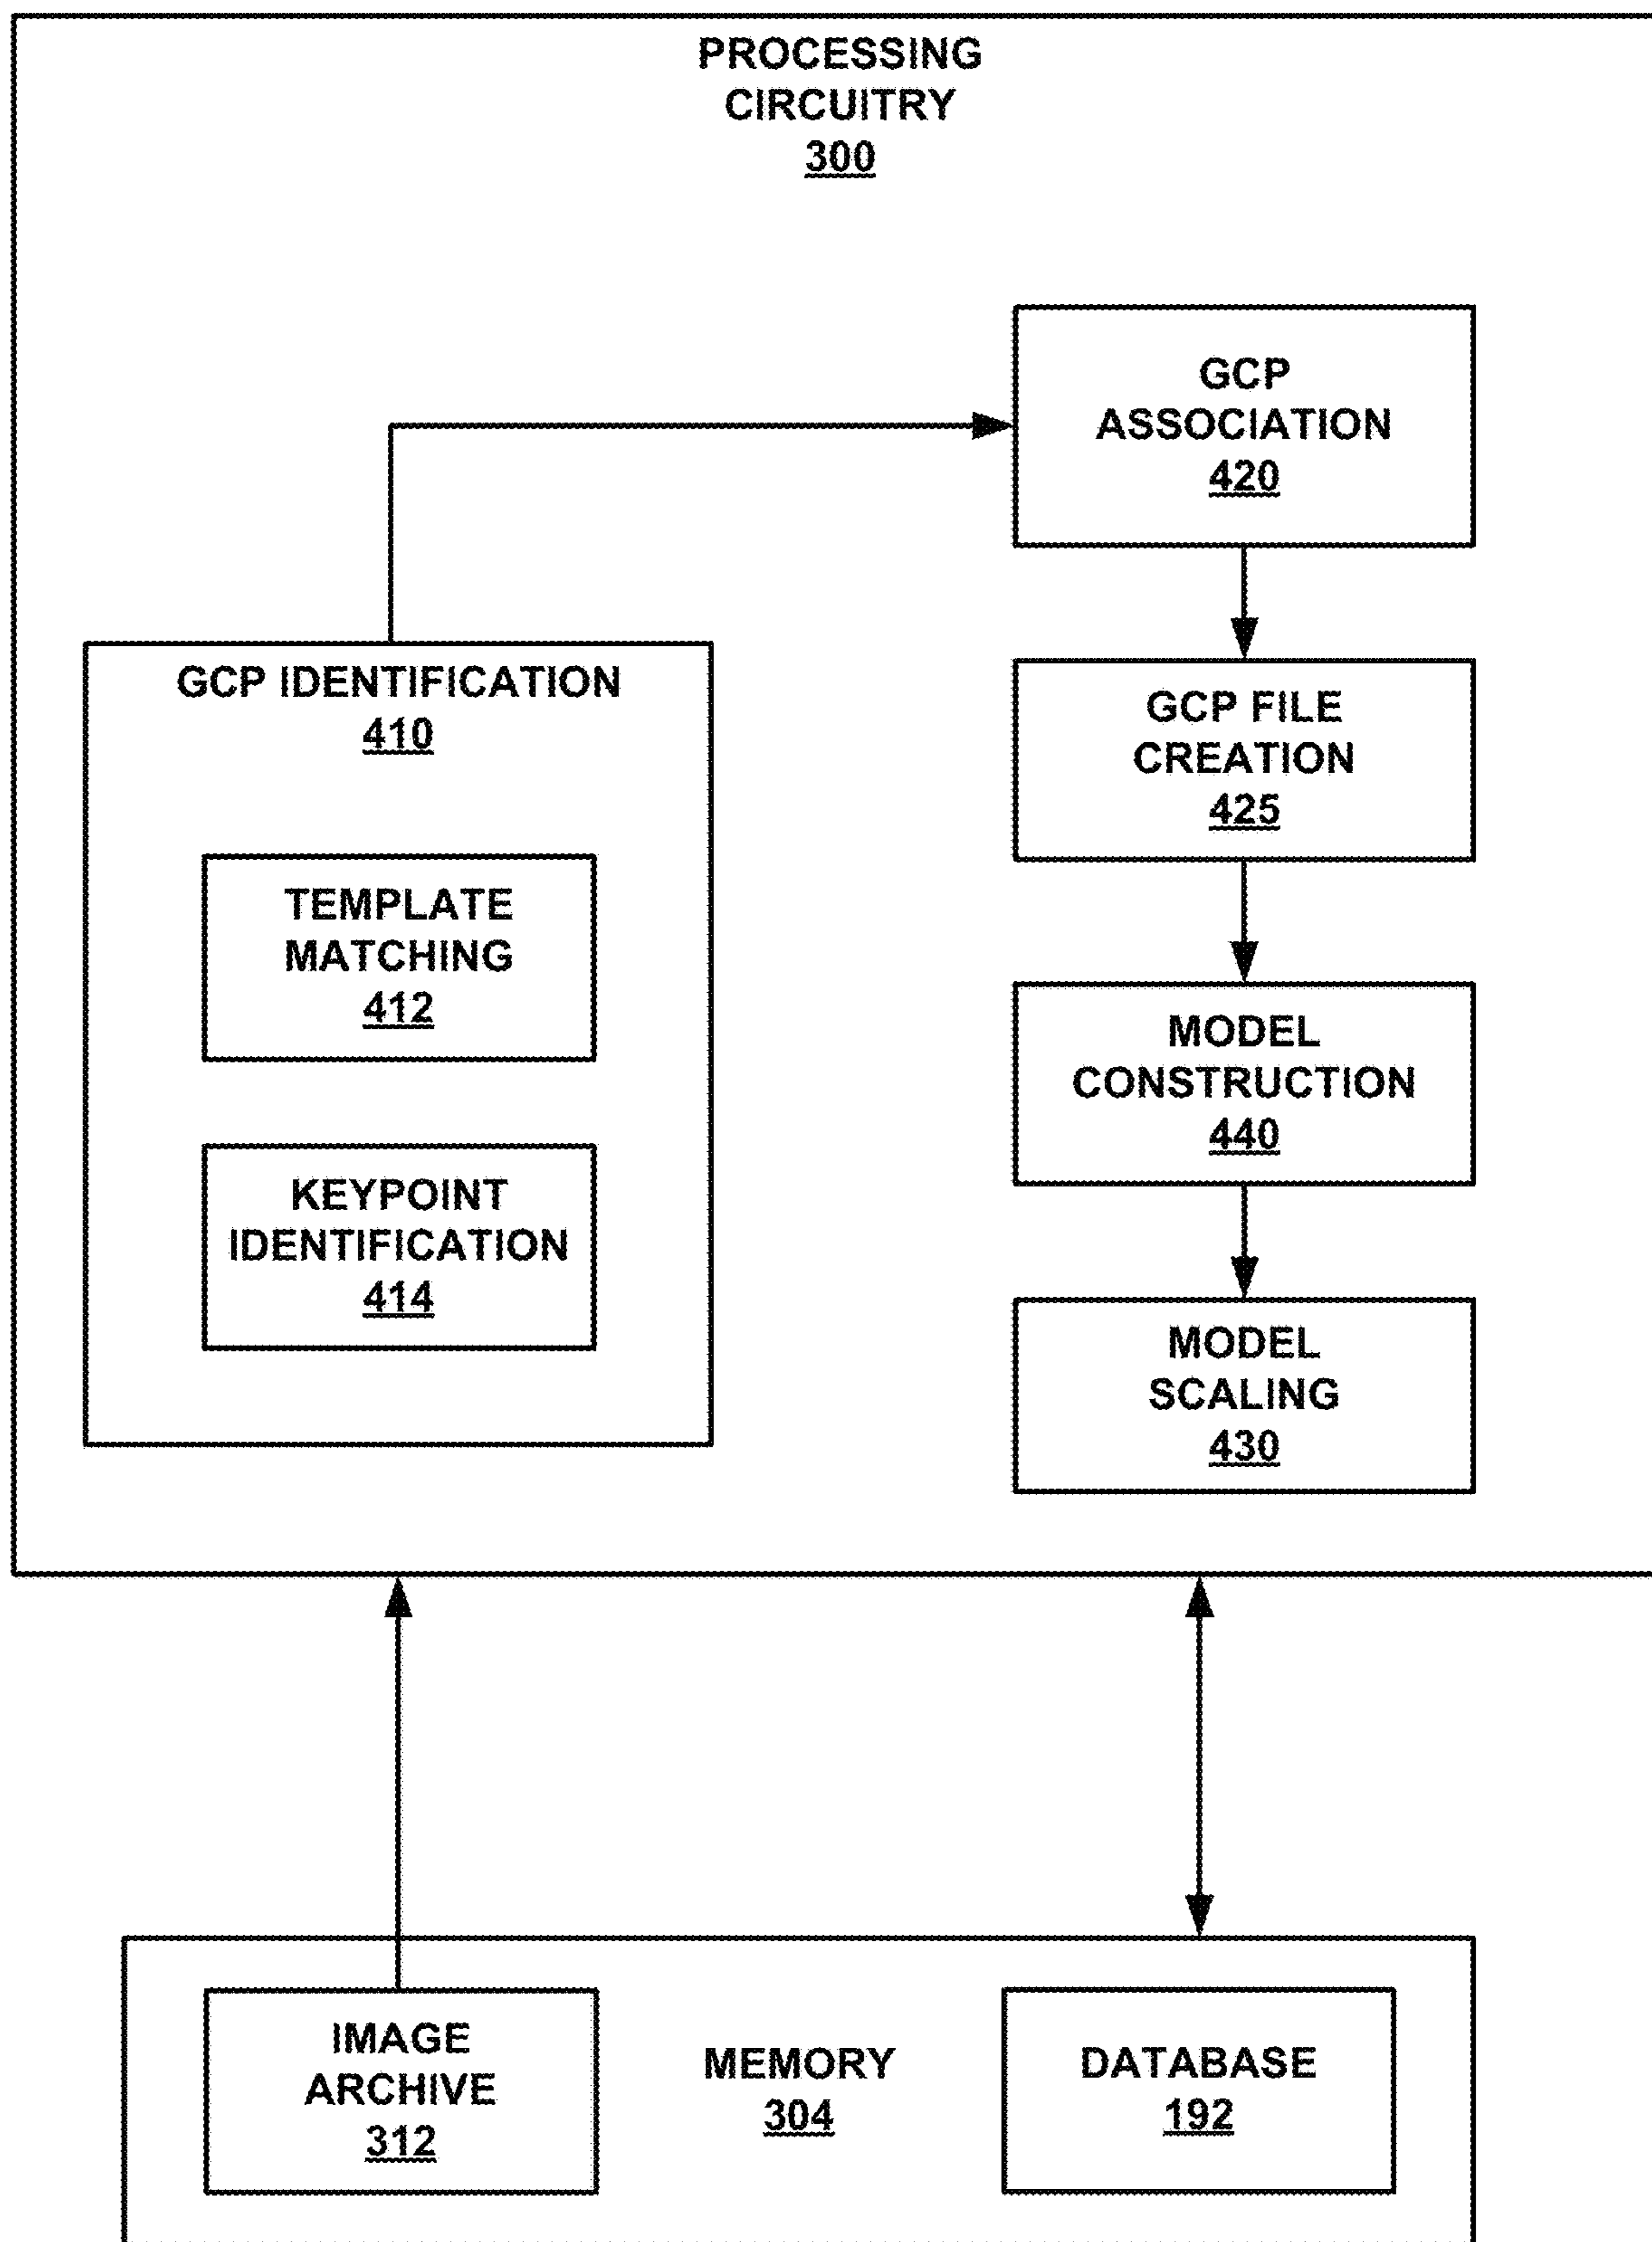 PROCESSING
CIRCUITRY
300
GCP
ASSOCIATION
420
GCP IDENTIFICATION
410
GCP FILE
CREATION
425
TEMPLATE
MATCHING
412
MODEL
CONSTRUCTION
440
KEYPOINT
IDENTIFICATION
414
MODEL
SCALING
430
IMAGE
ARCHIVE
312
MEMORY
304
DATABASE
192